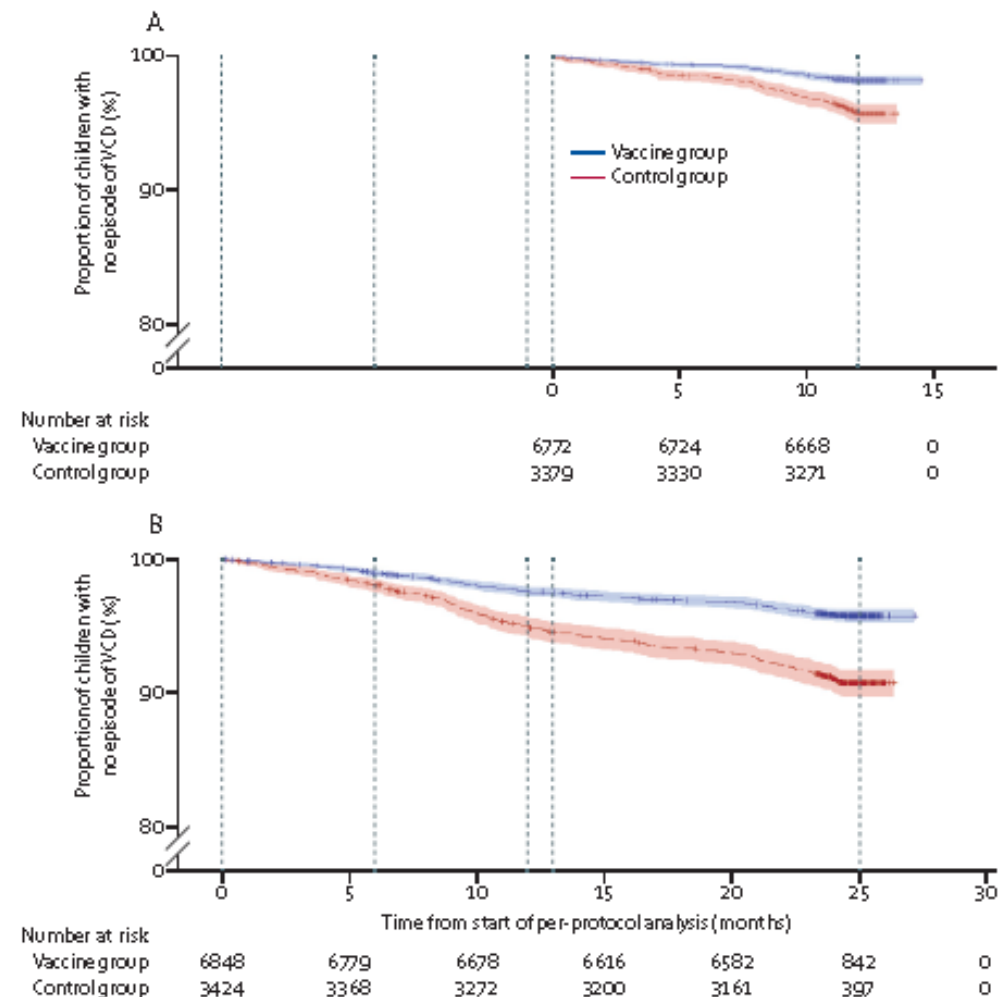 A
Proportion of children with
no episode of VCD (%)
100
90
80
0
Vaccine group
Control group
0 5 10 15
Number at risk
Vaccine group 6772 6724 6668 0
Control group 3379 3330 3271 0
B
Proportion of children with
no episode of VCD (%)
100
90
80
0
0 5 10 15 20 25 30
Time from start of per-protocol analysis (months)
Number at risk
Vaccine group 6848 6779 6678 6616 6582 842 0
Control group 3424 3368 3272 3200 3161 397 0